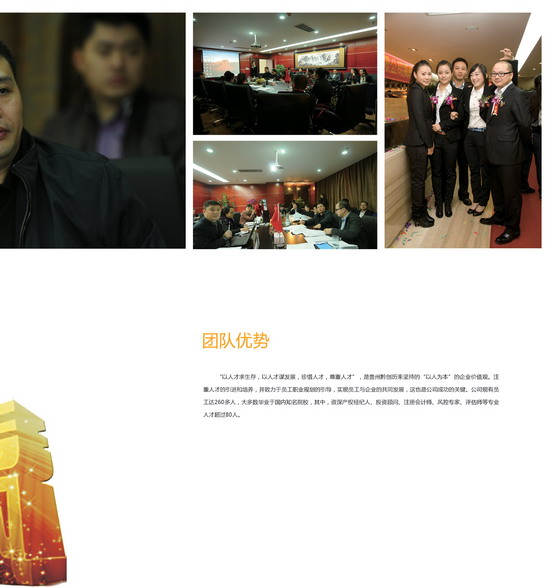 团队优势
“以人才求生存，以人才谋发展，珍惜人才，尊重人才”，是贵州黔创历来坚持的“以人为本”的企业价值观。注
重人才的引进和培养，并致力于员工职业规划的引导，实现员工与企业的共同发展，这也是公司成功的关键。公司现有员
工达260多人，大多数毕业于国内知名院校，其中，资深产权经纪人、投资顾问、注册会计师、风控专家、评估师等专业
人才超过80人。